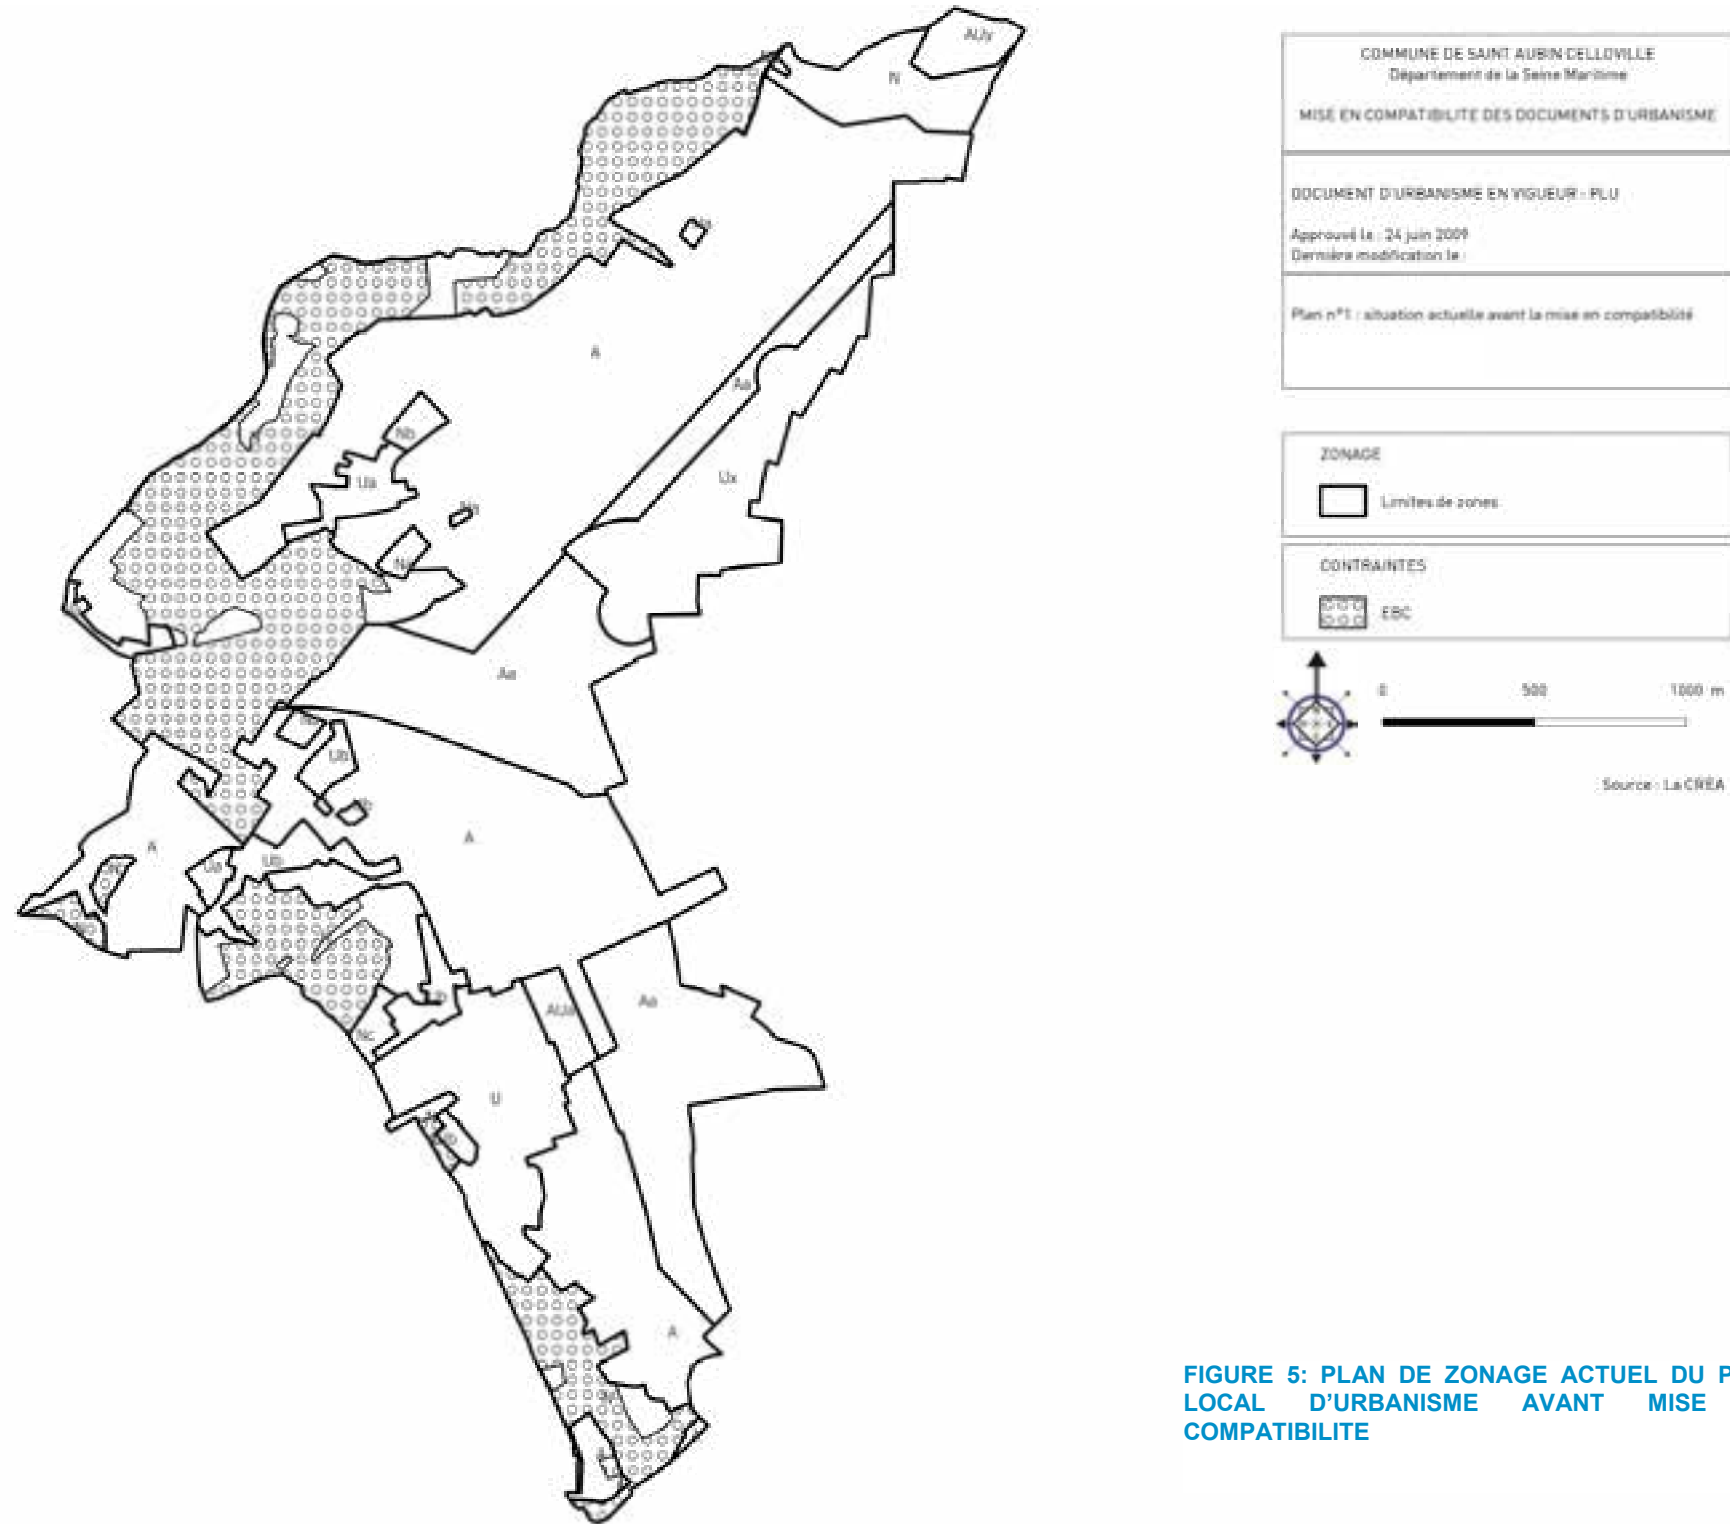 COMMUNE DE SAINT AUBIN CELLOVILLE
Département de la Seine Maritime
MISE EN COMPATIBILITE DES DOCUMENTS D'URBANISME
DOCUMENT D'URBANISME EN VIGUEUR - PLU
Approuvé le : 24 juin 2009
Dernière modification le :
Plan n°1 : situation actuelle avant la mise en compatibilité
ZONAGE
Limites de zones
CONTRAINTES
EBC
0 500 1000 m
Source : La CREA
AUy
N
A
Aa
Nb
Ua
Ux
Aa
Ub
A
A
Ua
Ub
Aa
AUa
Nc
U
A
FIGURE 5: PLAN DE ZONAGE ACTUEL DU
LOCAL D'URBANISME AVANT MISE
COMPATIBILITE